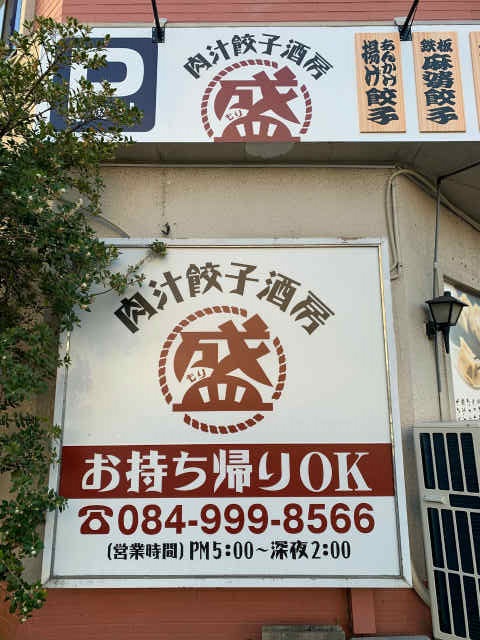 P
肉汁餃子酒房
盛
もり
あんかけ
揚げ餃子
鉄板
麻婆餃子
肉汁餃子酒房
盛
もり
お持ち帰りOK
☎084-999-8566
(営業時間) PM5:00～深夜2:00